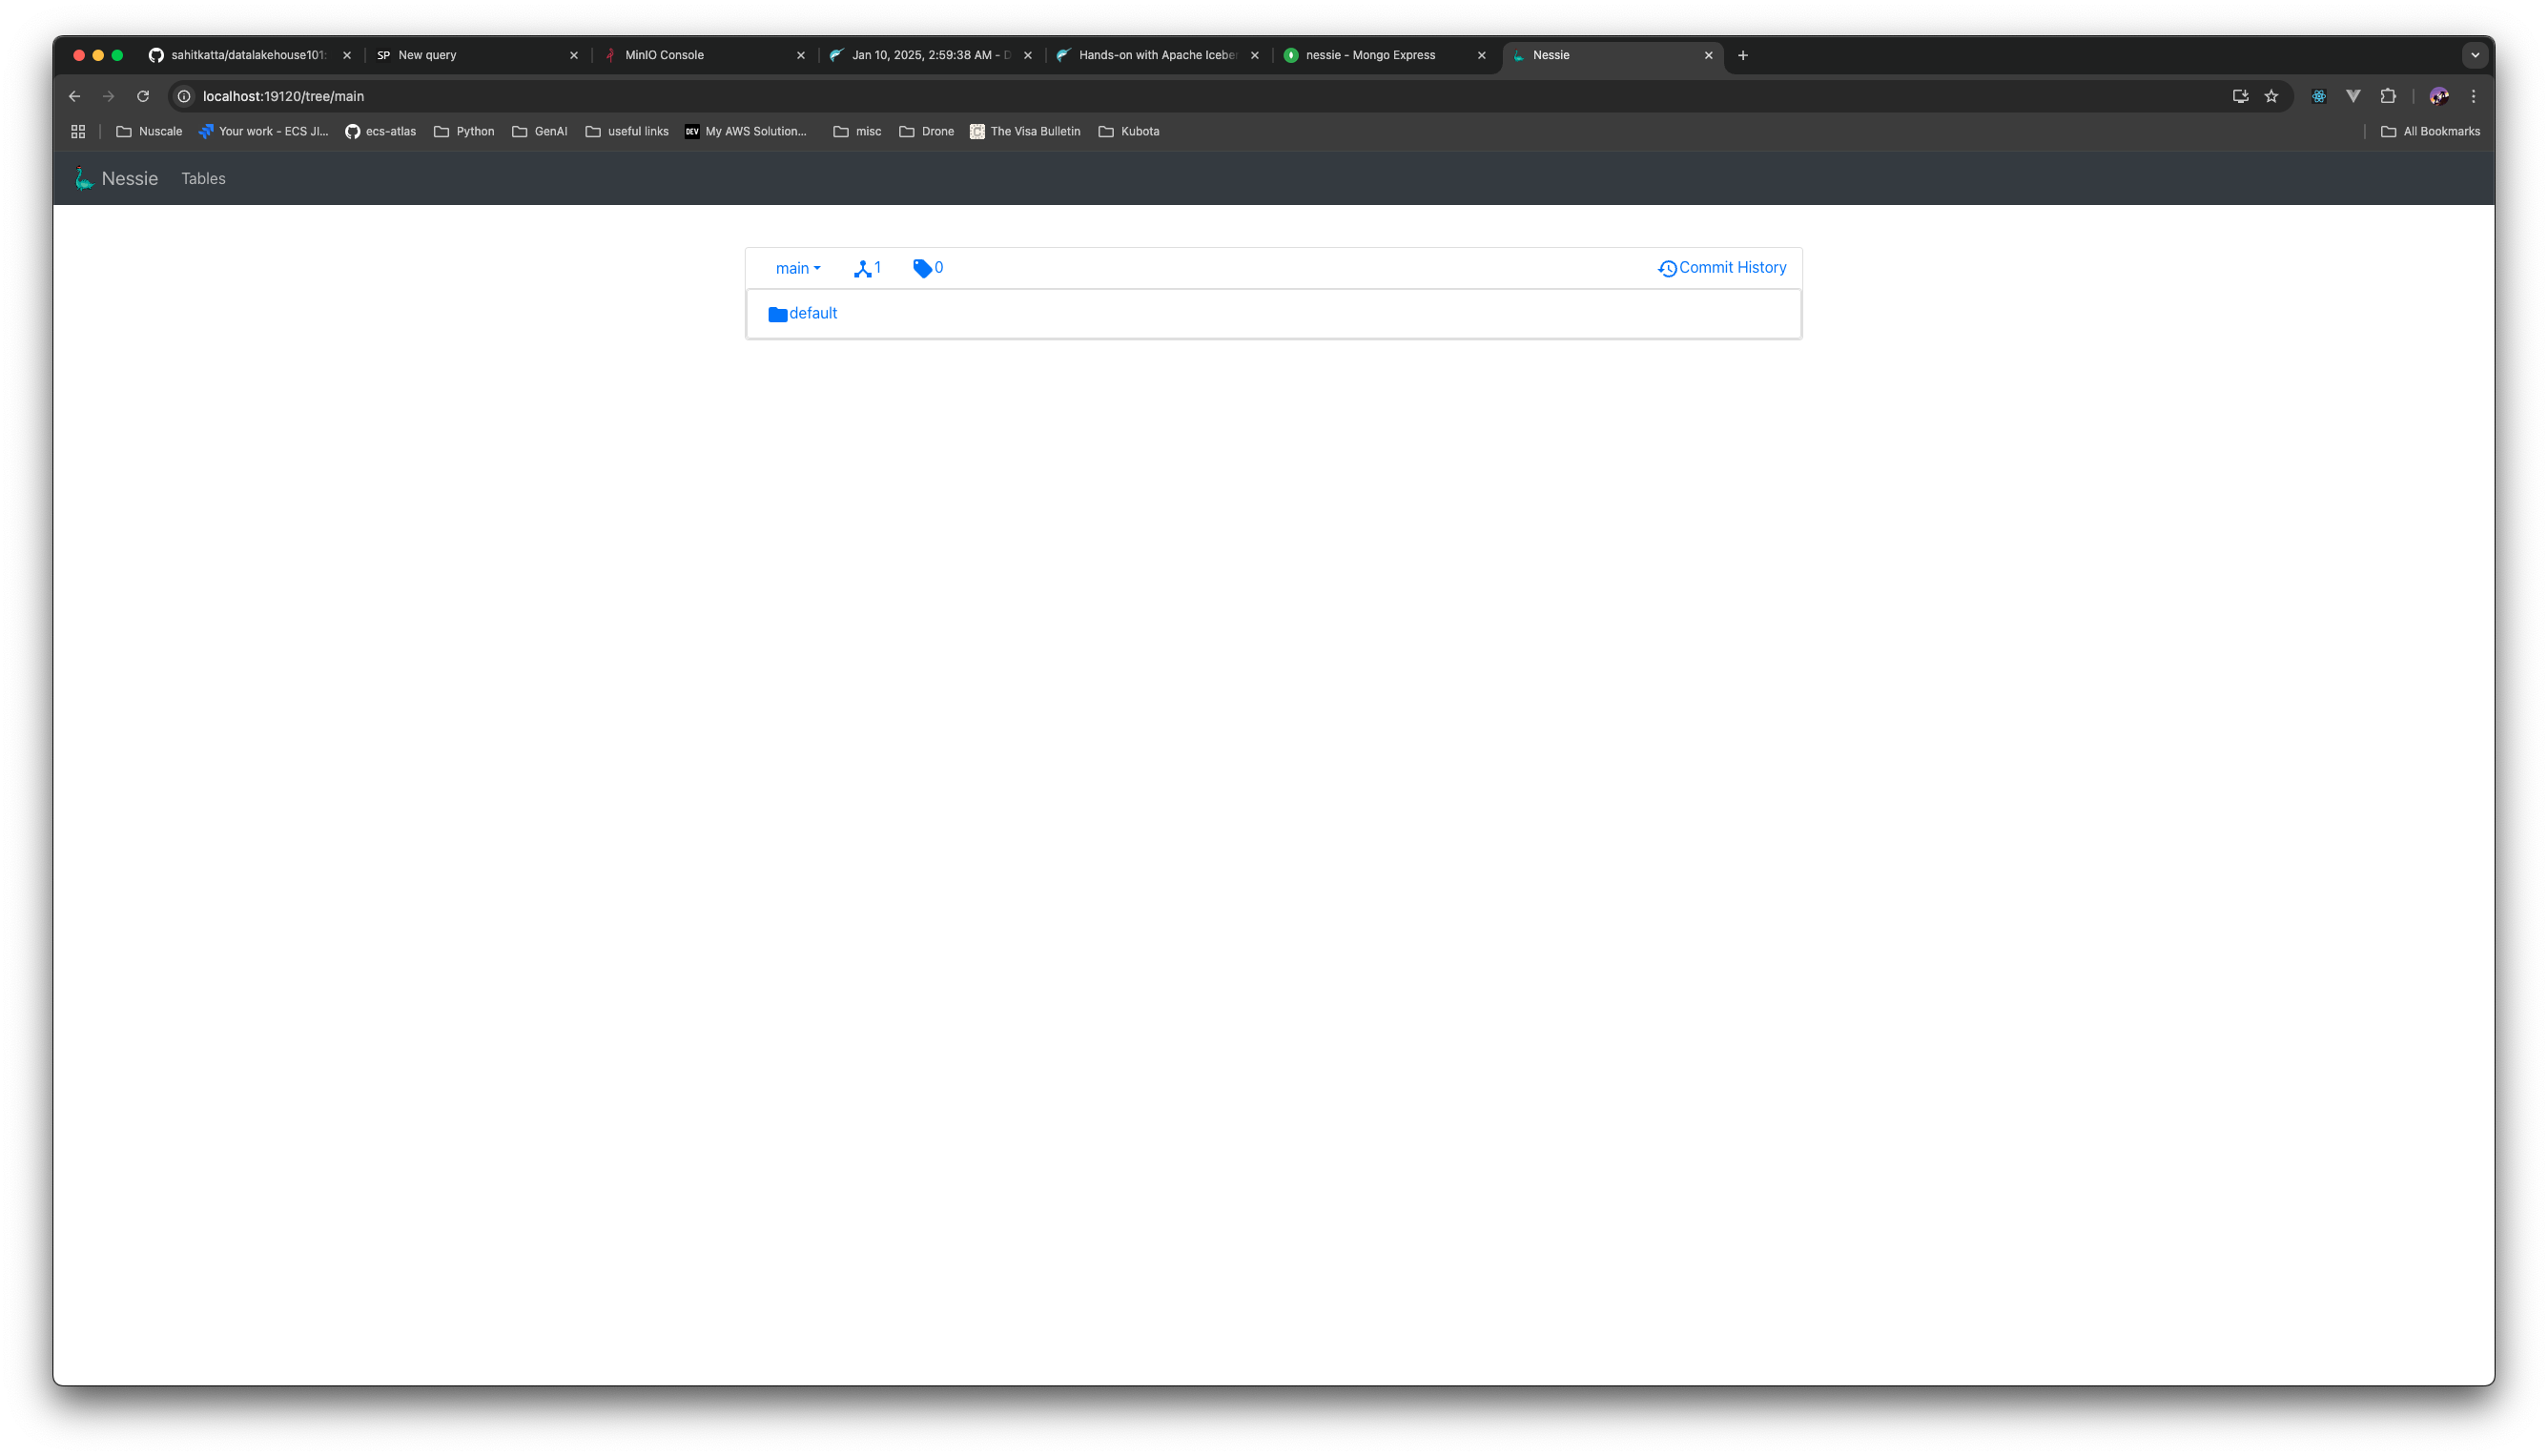 sahitkatta/datalakehouse101: New query MinIO Console Jan 10, 2025, 2:59:38 AM - D Hands-on with Apache Iceber nessie - Mongo Express Nessie
localhost:19120/tree/main
Nuscale Your work - ECS JI... ecs-atlas Python GenAI useful links DEV My AWS Solution... misc Drone The Visa Bulletin Kubota All Bookmarks
Nessie Tables
main 1 0 Commit History
default